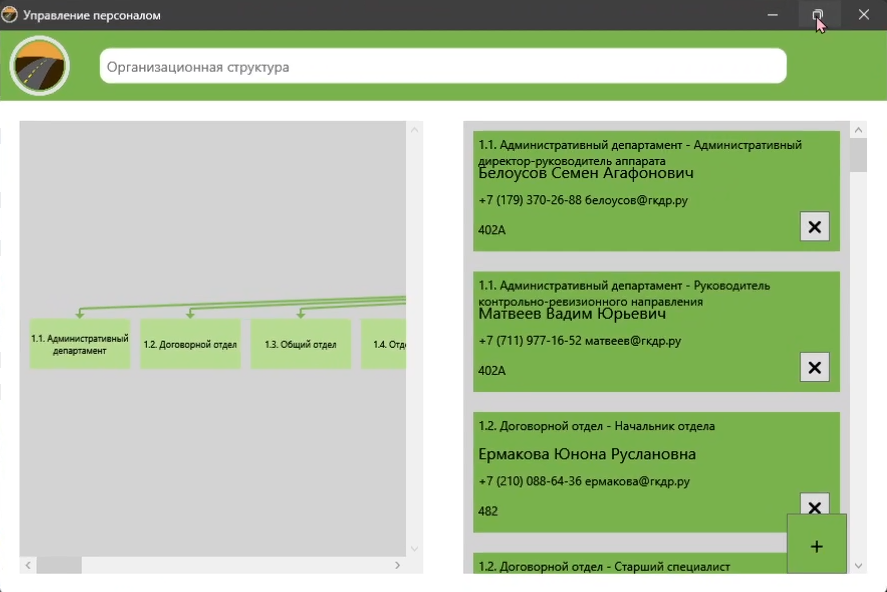 Управление персоналом
Организационная структура
1.1. Административный
департамент
1.2. Договорной отдел
1.3. Общий отдел
1.4. Отде
1.1. Административный департамент - Административный
директор-руководитель аппарата
Белоусов Семен Агафонович
+7 (179) 370-26-88 белоусов@гкдр.ру
402А
1.1. Административный департамент - Руководитель
контрольно-ревизионного направления
Матвеев Вадим Юрьевич
+7 (711) 977-16-52 матвеев@гкдр.ру
402А
1.2. Договорной отдел - Начальник отдела
Ермакова Юнона Руслановна
+7 (210) 088-64-36 ермакова@гкдр.ру
482
+
1.2. Договорной отдел - Старший специалист